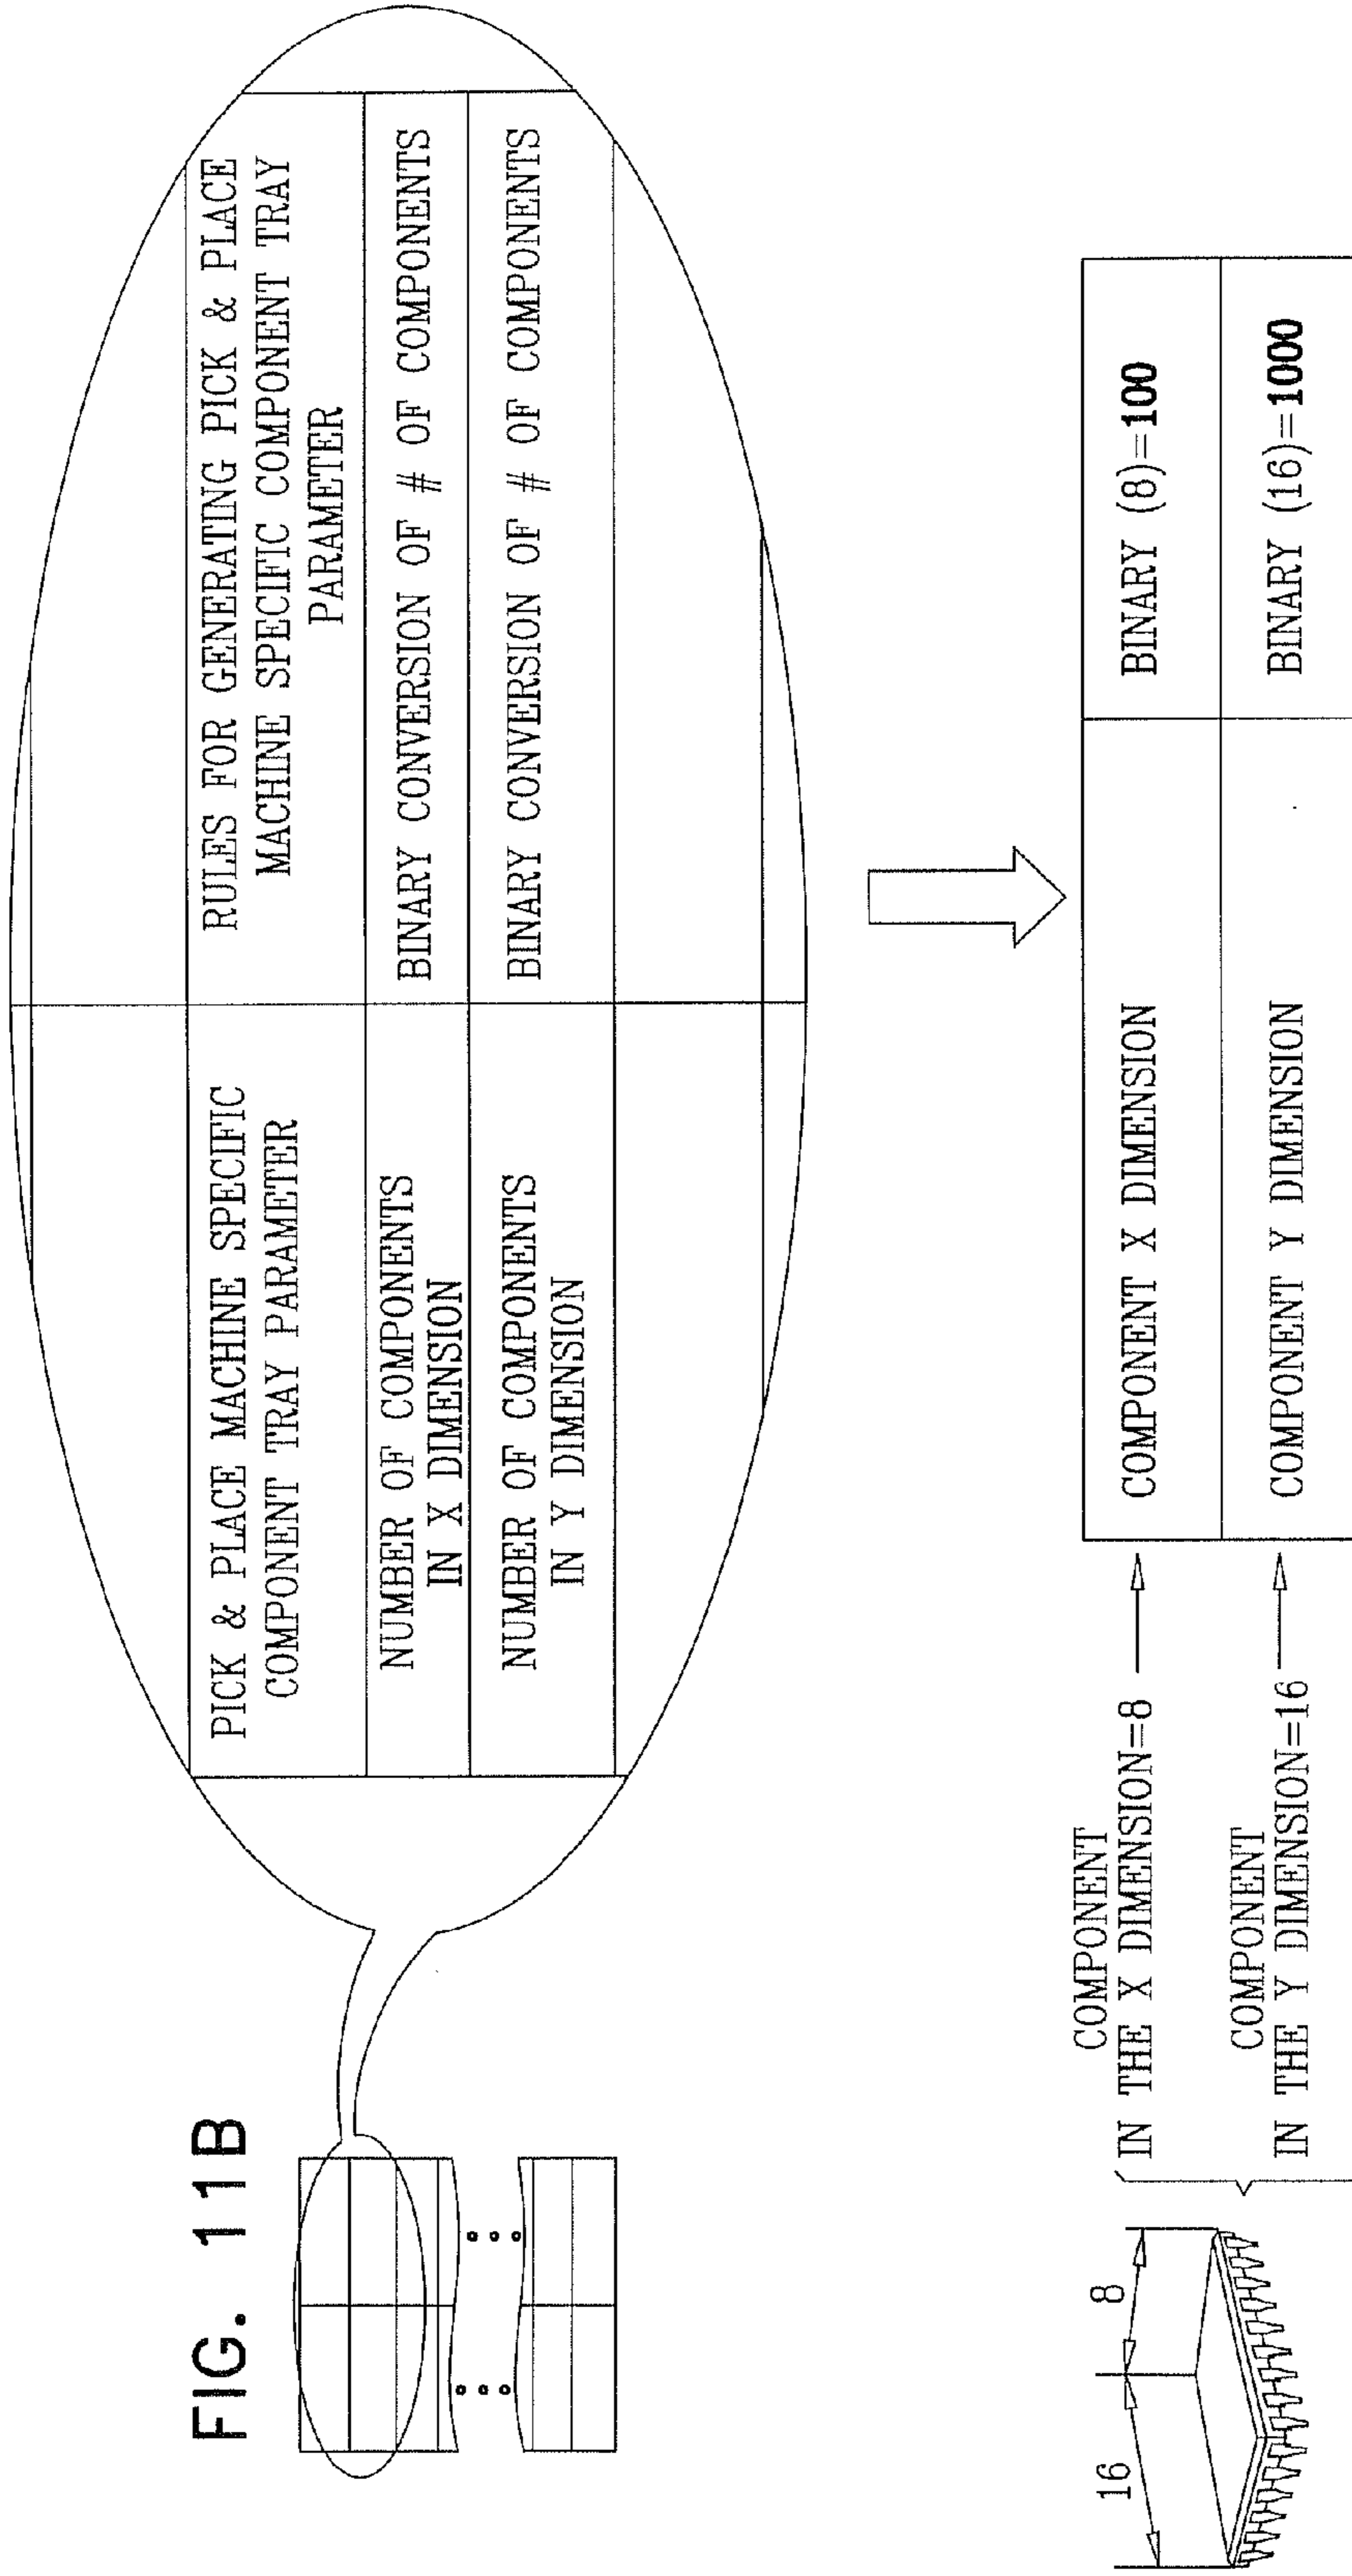 FIG. 11B
PICK & PLACE MACHINE SPECIFIC
COMPONENT TRAY PARAMETER
RULES FOR GENERATING PICK & PLACE
MACHINE SPECIFIC COMPONENT TRAY
PARAMETER
NUMBER OF COMPONENTS
IN X DIMENSION
BINARY CONVERSION OF # OF COMPONENTS
NUMBER OF COMPONENTS
IN Y DIMENSION
BINARY CONVERSION OF # OF COMPONENTS
16
8
COMPONENT
IN THE X DIMENSION=8
COMPONENT X DIMENSION
BINARY (8)=100
COMPONENT
IN THE Y DIMENSION=16
COMPONENT Y DIMENSION
BINARY (16)=1000